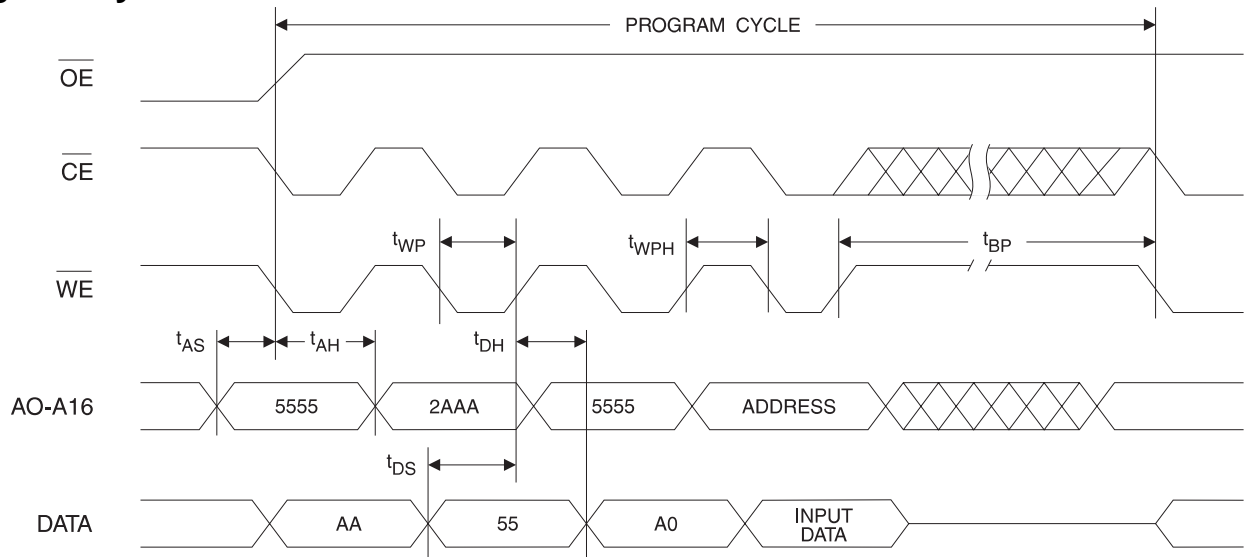 PROGRAM CYCLE
OE
CE
tWP
tWPH
tBP
WE
tAS
tAH
tDH
AO-A16
5555
2AAA
5555
ADDRESS
tDS
DATA
AA
55
A0
INPUT
DATA